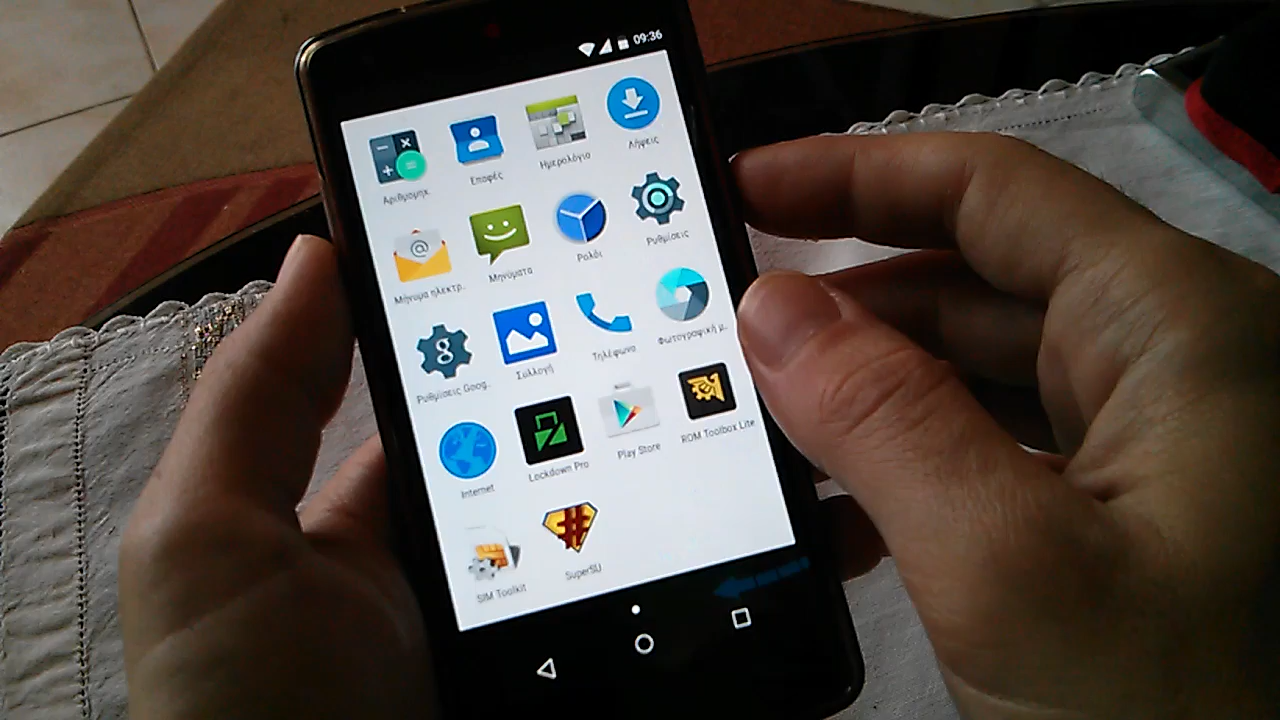 09:36
Αριθμομηχ.
Επαφές
Ημερολόγιο
Λήψεις
Μήνυμα ηλεκτρ..
Μηνύματα
Ρολόι
Ρυθμίσεις
Ρυθμίσεις Goog..
Συλλογή
Τηλέφωνο
Φωτογραφική μ..
Internet
Lockdown Pro
Play Store
ROM Toolbox Lite
SIM Toolkit
SuperSU